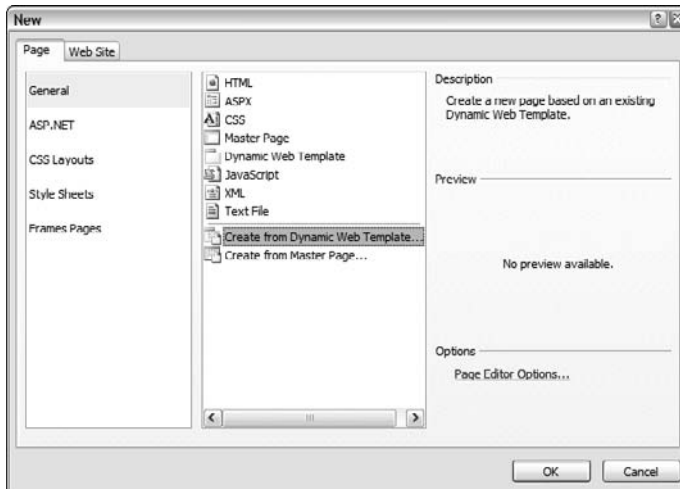 New
Page
Web Site
General
ASP.NET
CSS Layouts
Style Sheets
Frames Pages
HTML
ASPX
CSS
Master Page
Dynamic Web Template
JavaScript
XML
Text File
Create from Dynamic Web Template...
Create from Master Page...
Description
Create a new page based on an existing
Dynamic Web Template.
Preview
No preview available.
Options
Page Editor Options...
OK
Cancel